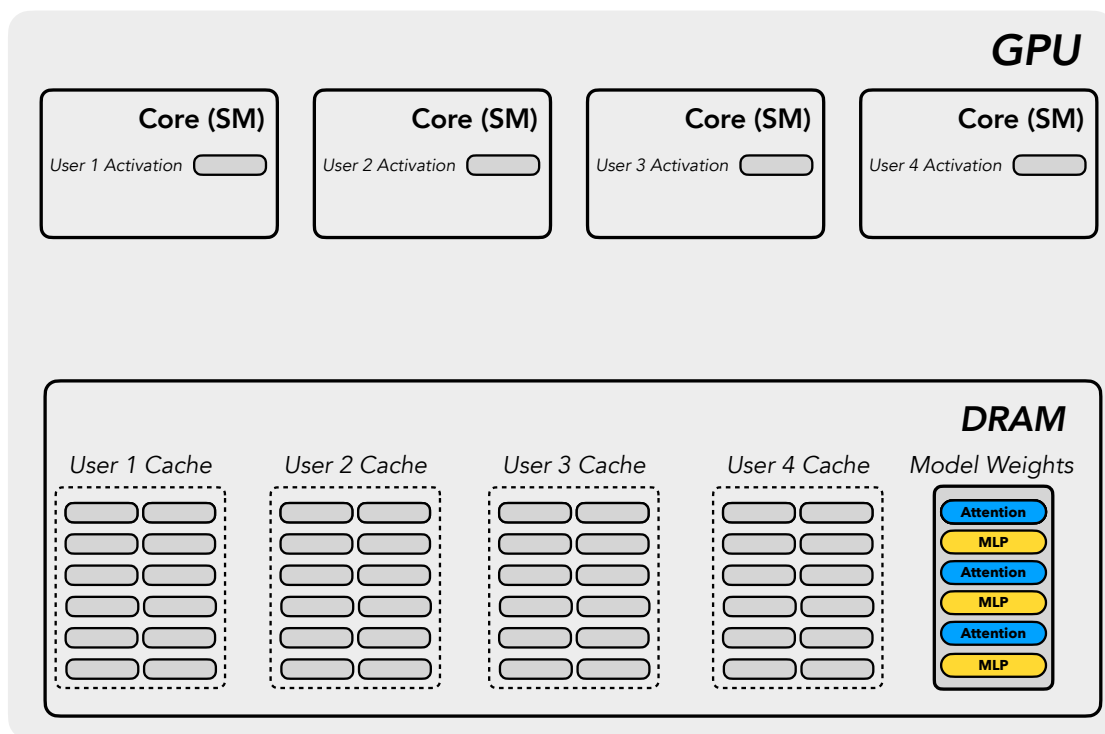 GPU
Core (SM)
User 1 Activation
Core (SM)
User 2 Activation
Core (SM)
User 3 Activation
Core (SM)
User 4 Activation
DRAM
User 1 Cache
User 2 Cache
User 3 Cache
User 4 Cache
Model Weights
Attention
MLP
Attention
MLP
Attention
MLP